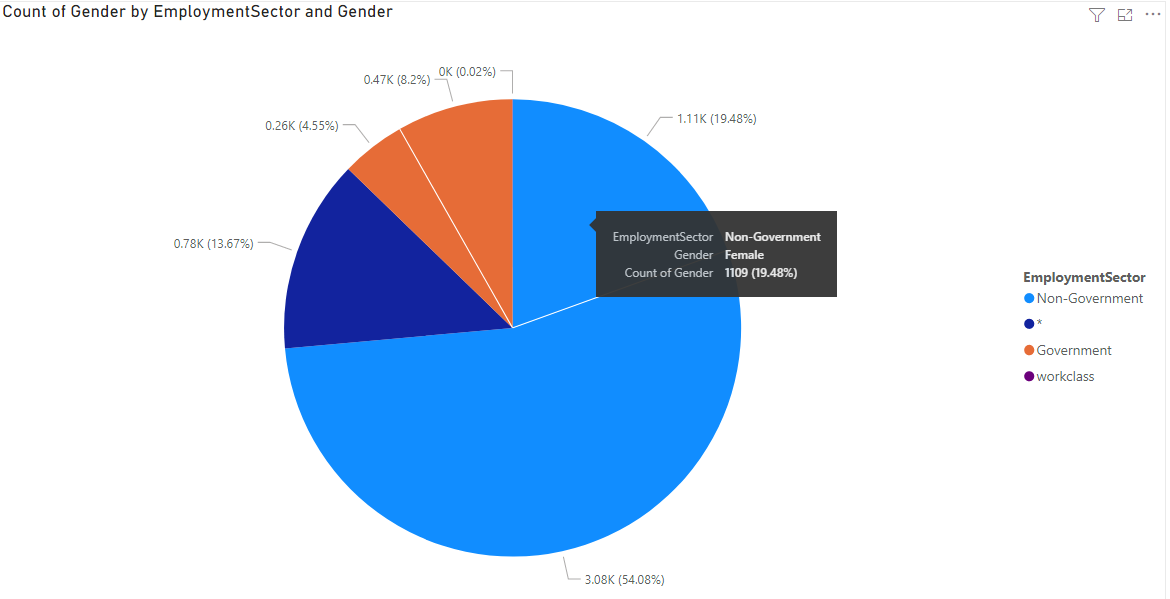 Count of Gender by EmploymentSector and Gender
0K (0.02%)
0.47K (8.2%)
1.11K (19.48%)
0.26K (4.55%)
EmploymentSector Non-Government
Gender Female
Count of Gender 1109 (19.48%)
0.78K (13.67%)
EmploymentSector
Non-Government
*
Government
workclass
3.08K (54.08%)